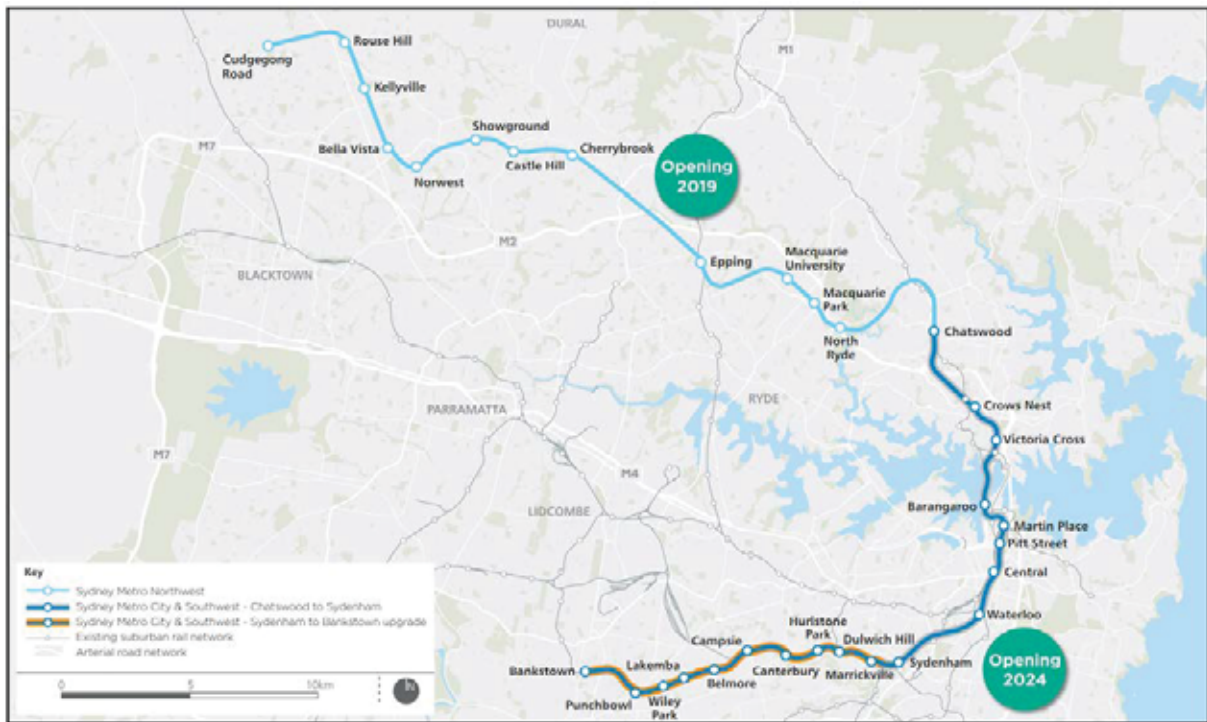 DURAL
M1
Cudgegong
Road
Rouse Hill
Kellyville
Showground
M7
Bella Vista
Castle Hill
Cherrybrook
Norwest
Opening
2019
M2
Epping
Macquarie
University
BLACKTOWN
Macquarie
Park
North
Ryde
Chatswood
RYDE
Crows Nest
PARRAMATTA
Victoria Cross
M7
M4
LIDCOMBE
Barangaroo
Martin Place
Pitt Street
Central
Waterloo
Key
Sydney Metro Northwest
Sydney Metro City & Southwest - Chatswood to Sydenham
Sydney Metro City & Southwest - Sydenham to Bankstown upgrade
Existing suburban rail network
Arterial road network
0 5 10km
N
Campsie
Hurlstone
Park
Dulwich Hill
Bankstown
Lakemba
Belmore
Canterbury
Marrickville
Sydenham
Punchbowl
Wiley
Park
Opening
2024